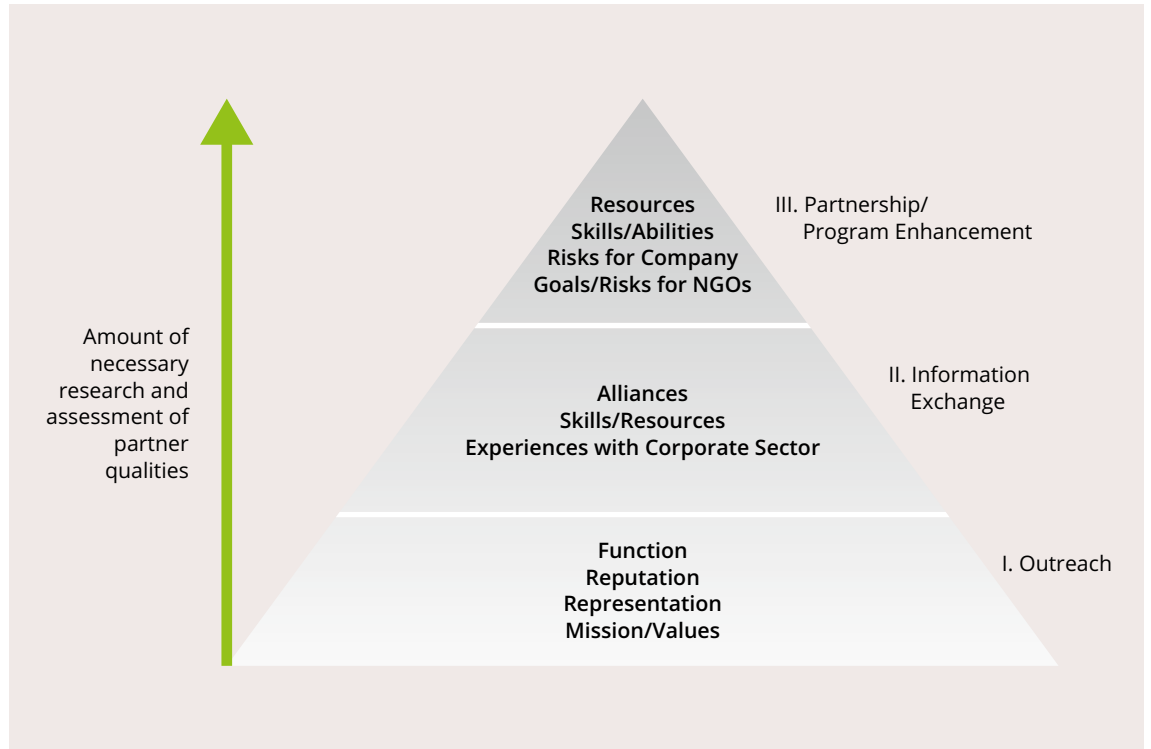 Resources
Skills/Abilities
Risks for Company
Goals/Risks for NGOs
III. Partnership/
Program Enhancement
Amount of
necessary
research and
assessment of
partner
qualities
Alliances
Skills/Resources
Experiences with Corporate Sector
II. Information
Exchange
Function
Reputation
Representation
Mission/Values
I. Outreach